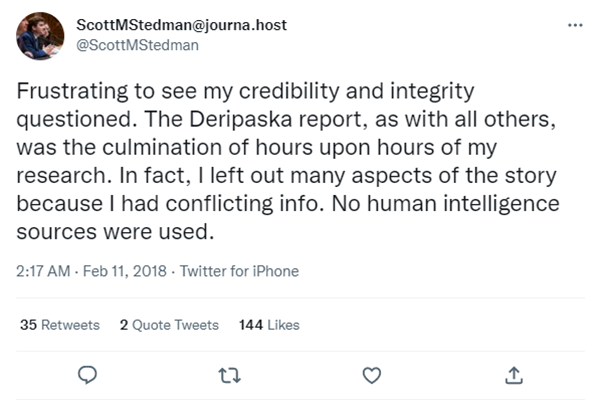 ScottMStedman@journa.host
@ScottMStedman
Frustrating to see my credibility and integrity
questioned. The Deripaska report, as with all others,
was the culmination of hours upon hours of my
research. In fact, I left out many aspects of the story
because I had conflicting info. No human intelligence
sources were used.
2:17 AM · Feb 11, 2018 · Twitter for iPhone
35 Retweets 2 Quote Tweets 144 Likes